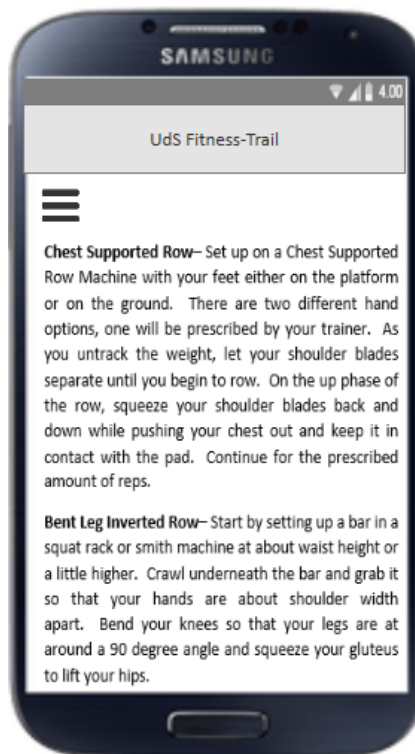 SAMSUNG
4.00
UdS Fitness-Trail
Chest Supported Row– Set up on a Chest Supported
Row Machine with your feet either on the platform
or on the ground. There are two different hand
options, one will be prescribed by your trainer. As
you untrack the weight, let your shoulder blades
separate until you begin to row. On the up phase of
the row, squeeze your shoulder blades back and
down while pushing your chest out and keep it in
contact with the pad. Continue for the prescribed
amount of reps.
Bent Leg Inverted Row– Start by setting up a bar in a
squat rack or smith machine at about waist height or
a little higher. Crawl underneath the bar and grab it
so that your hands are about shoulder width
apart. Bend your knees so that your legs are at
around a 90 degree angle and squeeze your gluteus
to lift your hips.